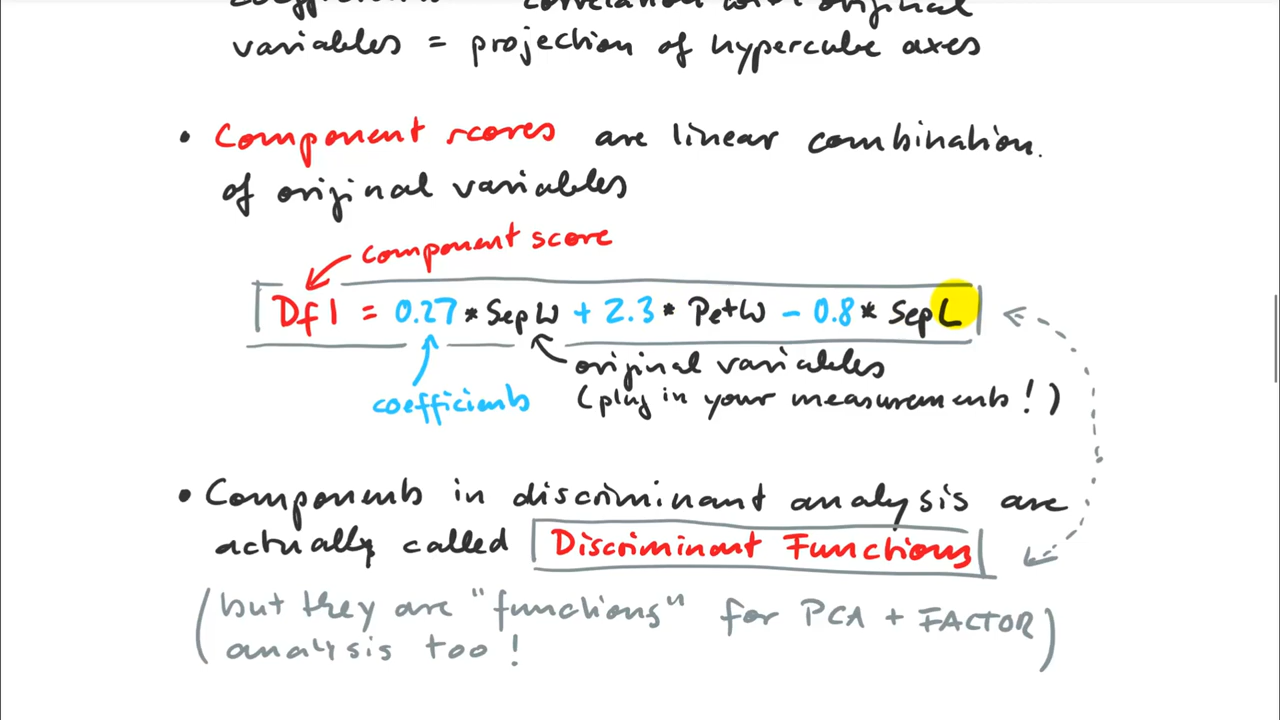 variables = projection of hypercube axes
• Component scores are linear combination.
of original variables
component score
Df1 = 0.27 * SepW + 2.3 * PetW - 0.8 * SepL
original variables
coefficients (plug in your measurements!)
• Components in discriminant analysis are
actually called Discriminant Functions
(but they are "functions" for PCA + FACTOR
analysis too!)